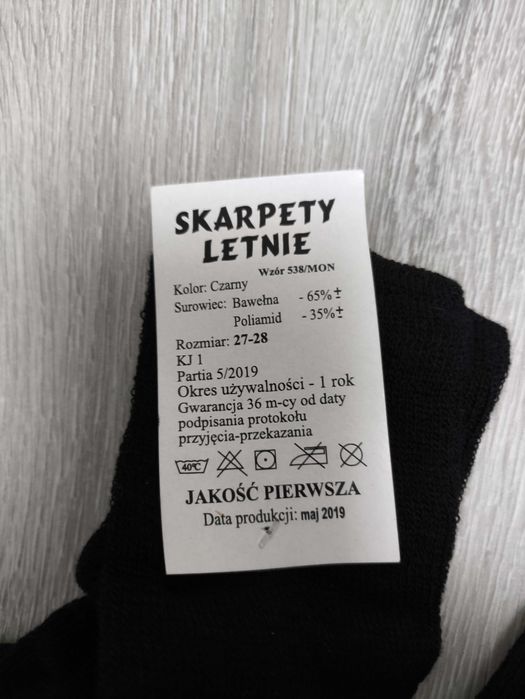 SKARPETY
LETNIE
Wzór 538/MON
Kolor: Czarny
Surowiec: Bawełna - 65%±
Poliamid - 35%±
Rozmiar: 27-28
KJ 1
Partia 5/2019
Okres używalności - 1 rok
Gwarancja 36 m-cy od daty
podpisania protokołu
przyjęcia-przekazania
40°C
JAKOŚĆ PIERWSZA
Data produkcji: maj 2019